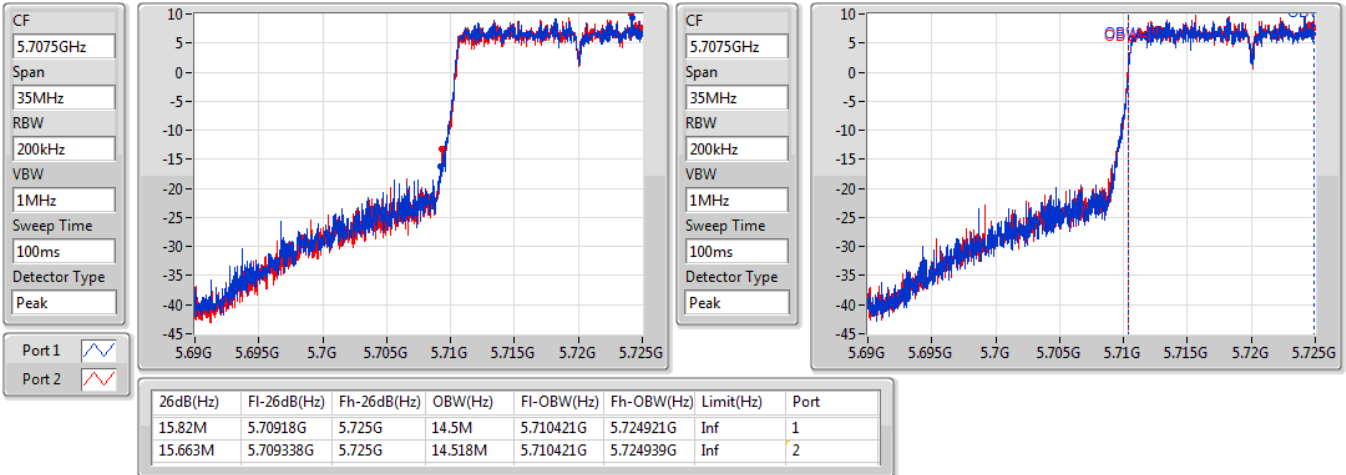 CF
5.7075GHz
Span
35MHz
RBW
200kHz
VBW
1MHz
Sweep Time
100ms
Detector Type
Peak
10
5
0
-5
-10
-15
-20
-25
-30
-35
-40
-45
5.69G 5.695G 5.7G 5.705G 5.71G 5.715G 5.72G 5.725G
CF
5.7075GHz
Span
35MHz
RBW
200kHz
VBW
1MHz
Sweep Time
100ms
Detector Type
Peak
10
5
0
-5
-10
-15
-20
-25
-30
-35
-40
-45
OBW
5.69G 5.695G 5.7G 5.705G 5.71G 5.715G 5.72G 5.725G
Port 1
Port 2
26dB(Hz) Fl-26dB(Hz) Fh-26dB(Hz) OBW(Hz) Fl-OBW(Hz) Fh-OBW(Hz) Limit(Hz) Port
15.82M 5.70918G 5.725G 14.5M 5.710421G 5.724921G Inf 1
15.663M 5.709338G 5.725G 14.518M 5.710421G 5.724939G Inf 2